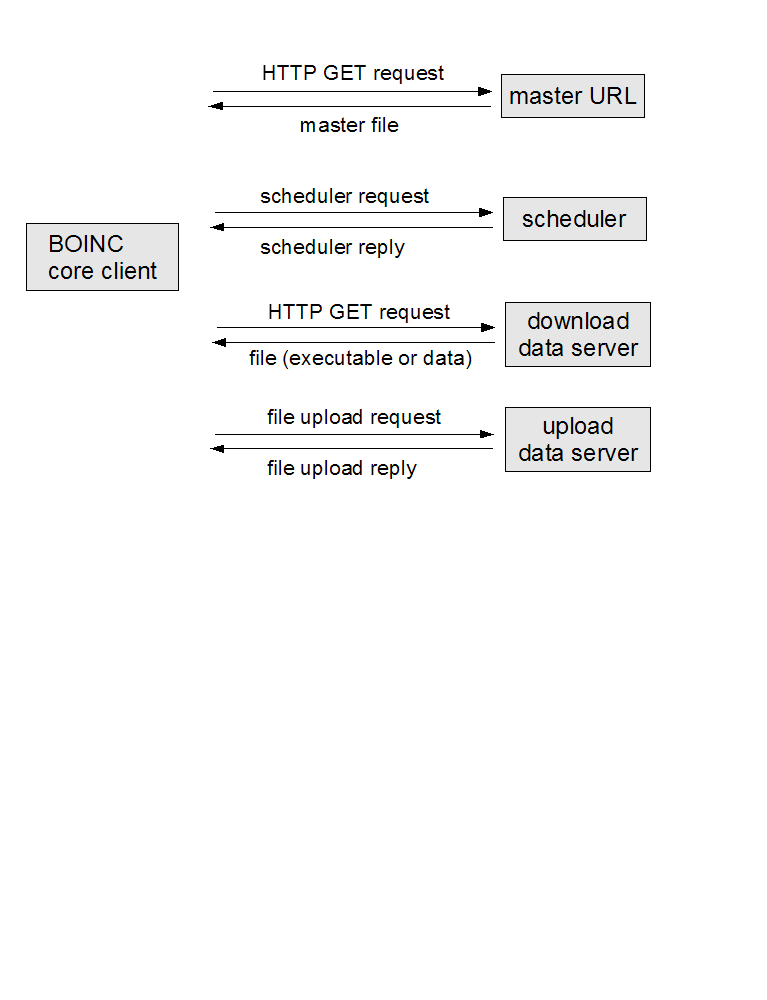 HTTP GET request
master URL
master file
scheduler request
scheduler
scheduler reply
BOINC
core client
HTTP GET request
download
data server
file (executable or data)
file upload request
upload
data server
file upload reply